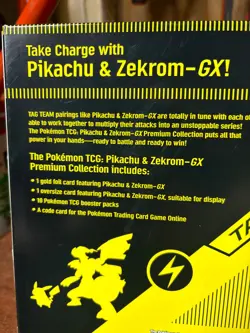 Take Charge with
Pikachu & Zekrom-GX!
TAG TEAM pairings like Pikachu & Zekrom-GX are totally in tune with each o
able to work together to multiply their attacks into an unstoppable series!
The Pokémon TCG: Pikachu & Zekrom-GX Premium Collection puts all that
power in your hands—ready to battle and ready to win!
The Pokémon TCG: Pikachu & Zekrom-GX
Premium Collection includes:
• 1 gold foil card featuring Pikachu & Zekrom-GX
• 1 oversize card featuring Pikachu & Zekrom-GX, suitable for display
• 10 Pokémon TCG booster packs
• A code card for the Pokémon Trading Card Game Online
TA